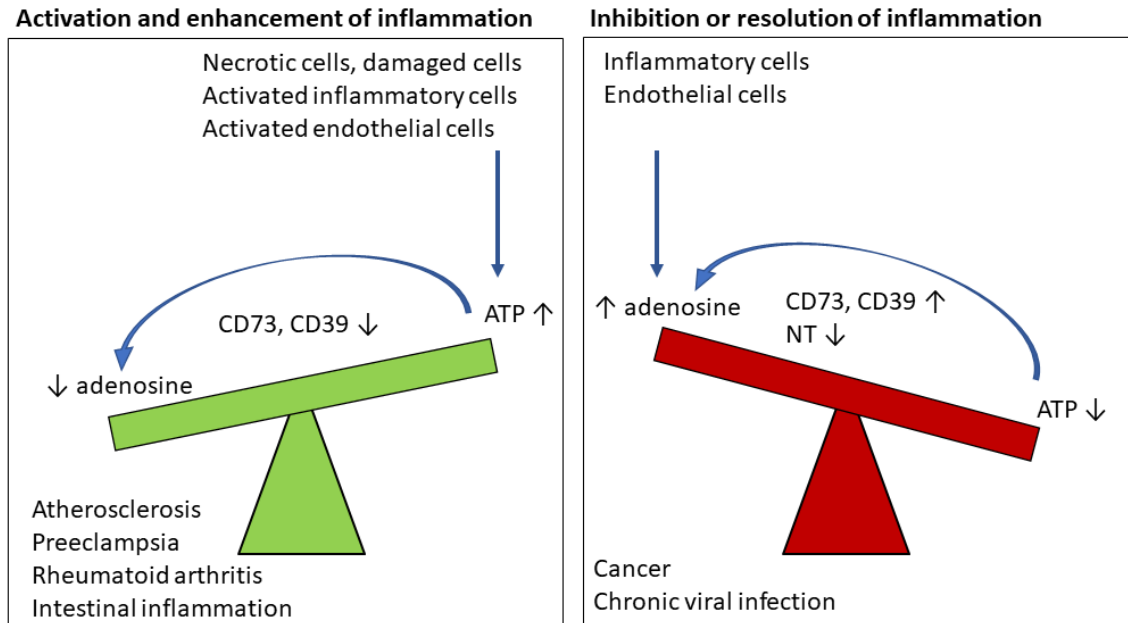 Activation and enhancement of inflammation
Necrotic cells, damaged cells
Activated inflammatory cells
Activated endothelial cells
ATP ↑
CD73, CD39 ↓
↓ adenosine
Atherosclerosis
Preeclampsia
Rheumatoid arthritis
Intestinal inflammation
Inhibition or resolution of inflammation
Inflammatory cells
Endothelial cells
↑ adenosine
CD73, CD39 ↑
NT ↓
ATP ↓
Cancer
Chronic viral infection